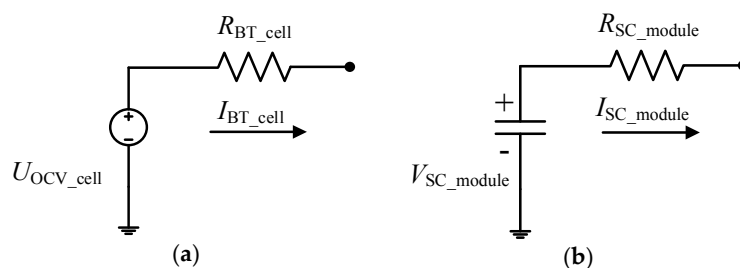 R_BT_cell
+
-
I_BT_cell
U_OCV_cell
(a)
R_SC_module
+
-
I_SC_module
V_SC_module
(b)